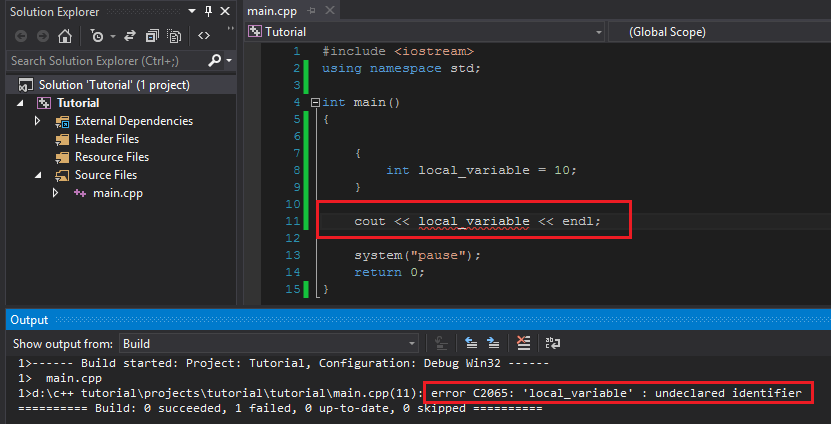 Solution Explorer
Search Solution Explorer (Ctrl+;)
Solution 'Tutorial' (1 project)
Tutorial
External Dependencies
Header Files
Resource Files
Source Files
main.cpp
main.cpp
Tutorial
(Global Scope)
1 #include <iostream>
2 using namespace std;
3
4 int main()
5 {
6
7 {
8 int local_variable = 10;
9 }
10
11 cout << local_variable << endl;
12
13 system("pause");
14 return 0;
15 }
Output
Show output from: Build
1>------ Build started: Project: Tutorial, Configuration: Debug Win32 ------
1> main.cpp
1>d:\c++ tutorial\projects\tutorial\tutorial\main.cpp(11): error C2065: 'local_variable' : undeclared identifier
========== Build: 0 succeeded, 1 failed, 0 up-to-date, 0 skipped ==========